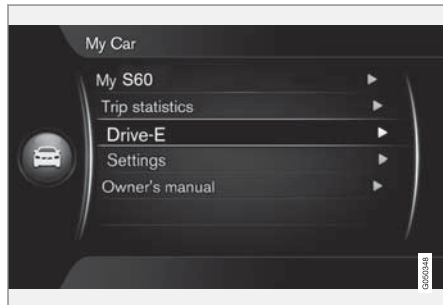 My Car
My S60
Trip statistics
Drive-E
Settings
Owner's manual
G050348